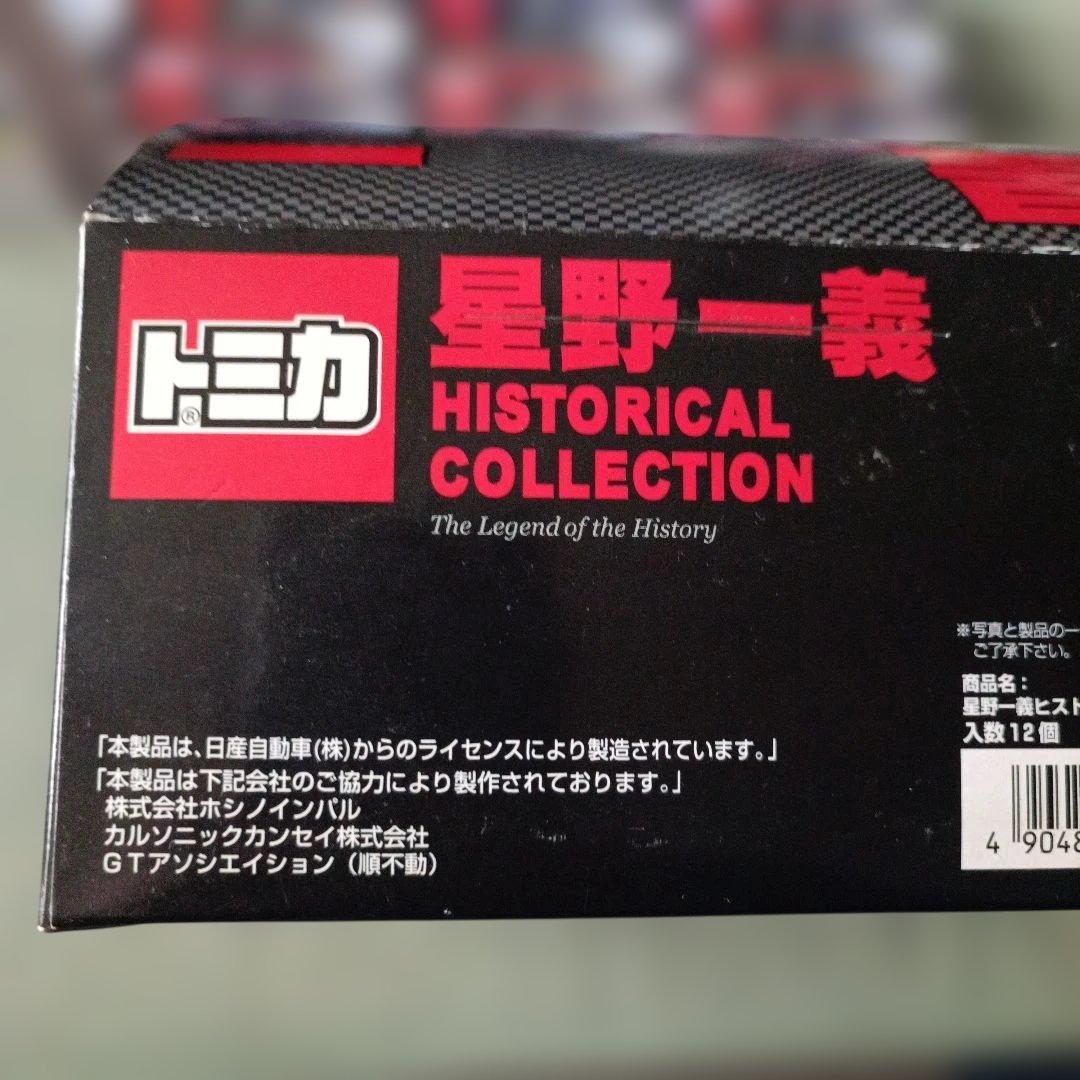 トミカ®
星野一義
HISTORICAL
COLLECTION
The Legend of the History
※写真と製品の一
ご了承下さい。
商品名：
星野一義ヒスト
入数12個
4 9048
「本製品は、日産自動車(株)からのライセンスにより製造されています。」
「本製品は下記会社のご協力により製作されております。」
株式会社ホシノインパル
カルソニックカンセイ株式会社
GTアソシエイション（順不動）